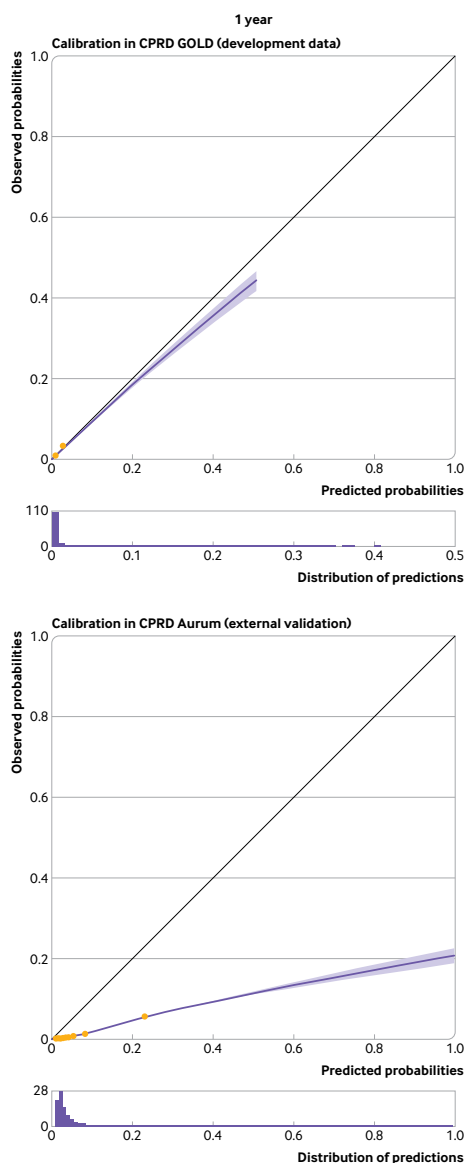 1 year
Calibration in CPRD GOLD (development data)
Observed probabilities
1.0
0.8
0.6
0.4
0.2
0
0 0.2 0.4 0.6 0.8 1.0
Predicted probabilities
110
0
0 0.1 0.2 0.3 0.4 0.5
Distribution of predictions
Calibration in CPRD Aurum (external validation)
Observed probabilities
1.0
0.8
0.6
0.4
0.2
0
0 0.2 0.4 0.6 0.8 1.0
Predicted probabilities
28
0
0 0.2 0.4 0.6 0.8 1.0
Distribution of predictions